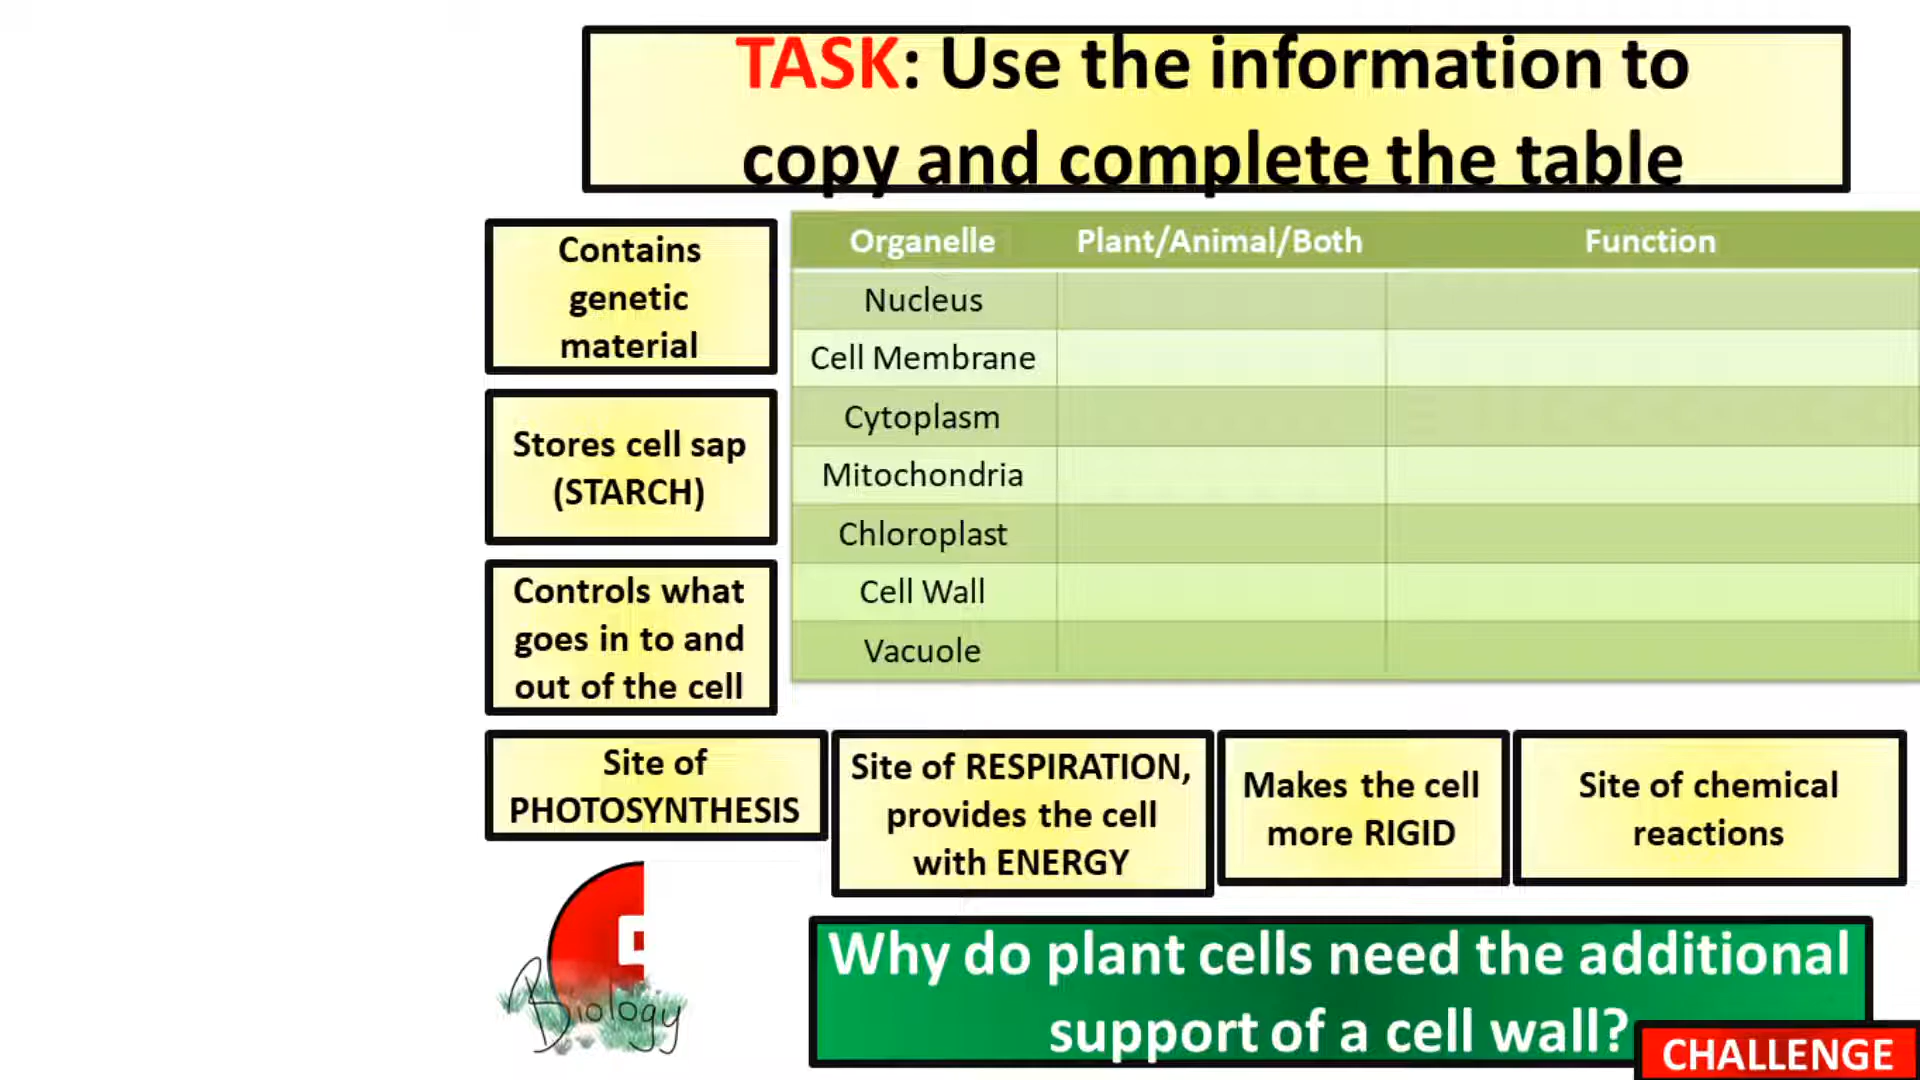 TASK: Use the information to
copy and complete the table
Contains
genetic
material
Stores cell sap
(STARCH)
Controls what
goes in to and
out of the cell
Organelle Plant/Animal/Both Function
Nucleus
Cell Membrane
Cytoplasm
Mitochondria
Chloroplast
Cell Wall
Vacuole
Site of
PHOTOSYNTHESIS
Site of RESPIRATION,
provides the cell
with ENERGY
Makes the cell
more RIGID
Site of chemical
reactions
Biology
Why do plant cells need the additional
support of a cell wall?
CHALLENGE